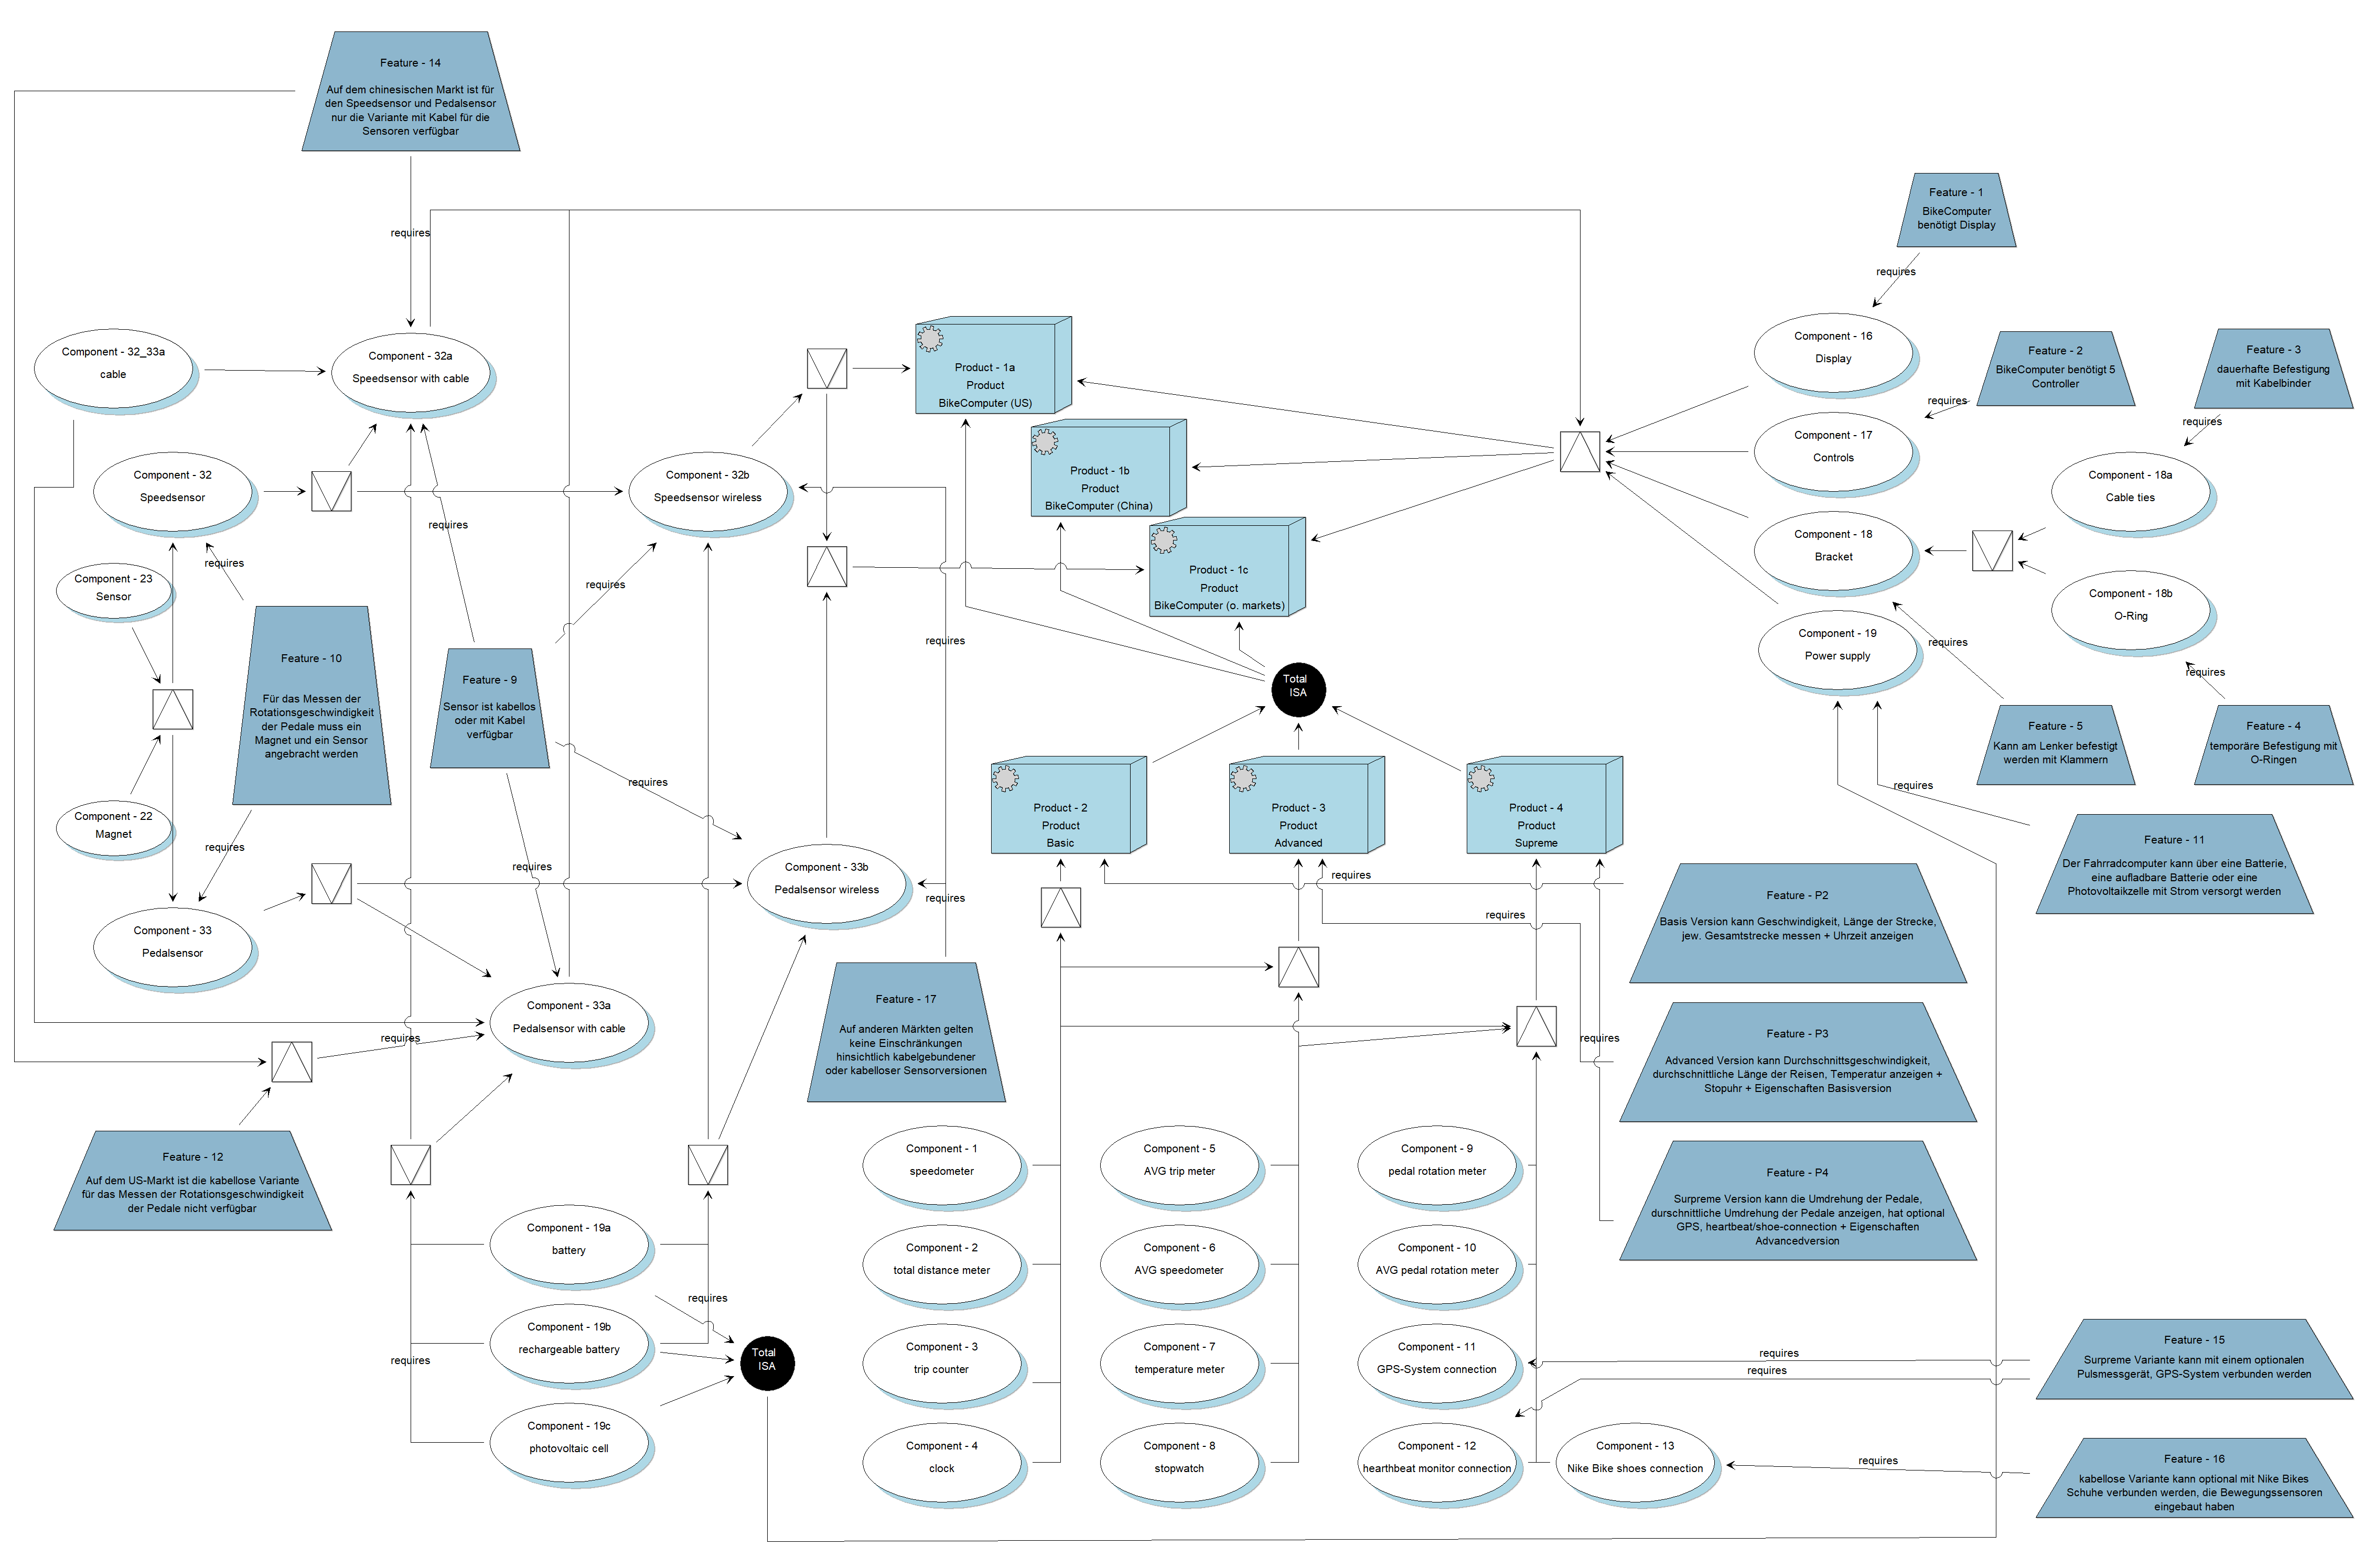 Feature - 14
Auf dem chinesischen Markt ist für
den Speedsensor und Pedalsensor
nur die Variante mit Kabel für die
Sensoren verfügbar
requires
Feature - 1
BikeComputer
benötigt Display
requires
Component - 32_33a
cable
Component - 32a
Speedsensor with cable
Product - 1a
Product
BikeComputer (US)
Component - 16
Display
Feature - 2
BikeComputer benötigt 5
Controller
requires
Feature - 3
dauerhafte Befestigung
mit Kabelbinder
requires
Component - 32
Speedsensor
Component - 32b
Speedsensor wireless
Product - 1b
Product
BikeComputer (China)
Component - 17
Controls
Component - 18a
Cable ties
requires
requires
Component - 23
Sensor
requires
Product - 1c
Product
BikeComputer (o. markets)
Component - 18
Bracket
Component - 18b
O-Ring
Feature - 10
Für das Messen der
Rotationsgeschwindigkeit
der Pedale muss ein
Magnet und ein Sensor
angebracht werden
requires
Feature - 9
Sensor ist kabellos
oder mit Kabel
verfügbar
requires
Total
ISA
Component - 19
Power supply
requires
requires
Feature - 5
Kann am Lenker befestigt
werden mit Klammern
Feature - 4
temporäre Befestigung mit
O-Ringen
requires
Component - 22
Magnet
requires
requires
Product - 2
Product
Basic
Product - 3
Product
Advanced
Product - 4
Product
Supreme
Feature - 11
Der Fahrradcomputer kann über eine Batterie,
eine aufladbare Batterie oder eine
Photovoltaikzelle mit Strom versorgt werden
Component - 33b
Pedalsensor wireless
requires
requires
requires
Feature - P2
Basis Version kann Geschwindigkeit, Länge der Strecke,
jew. Gesamtstrecke messen + Uhrzeit anzeigen
Component - 33
Pedalsensor
Component - 33a
Pedalsensor with cable
requires
Feature - 17
Auf anderen Märkten gelten
keine Einschränkungen
hinsichtlich kabelgebundener
oder kabelloser Sensorversionen
requires
Feature - P3
Advanced Version kann Durchschnittsgeschwindigkeit,
durchschnittliche Länge der Reisen, Temperatur anzeigen +
Stopuhr + Eigenschaften Basisversion
Feature - 12
Auf dem US-Markt ist die kabellose Variante
für das Messen der Rotationsgeschwindigkeit
der Pedale nicht verfügbar
Component - 1
speedometer
Component - 5
AVG trip meter
Component - 9
pedal rotation meter
Feature - P4
Surpreme Version kann die Umdrehung der Pedale,
durschnittliche Umdrehung der Pedale anzeigen, hat optional
GPS, heartbeat/shoe-connection + Eigenschaften
Advancedversion
Component - 19a
battery
Component - 2
total distance meter
Component - 6
AVG speedometer
Component - 10
AVG pedal rotation meter
requires
Component - 19b
rechargeable battery
requires
Total
ISA
Component - 3
trip counter
Component - 7
temperature meter
Component - 11
GPS-System connection
requires
requires
Feature - 15
Surpreme Variante kann mit einem optionalen
Pulsmessgerät, GPS-System verbunden werden
Component - 19c
photovoltaic cell
Component - 4
clock
Component - 8
stopwatch
Component - 12
hearthbeat monitor connection
Component - 13
Nike Bike shoes connection
requires
Feature - 16
kabellose Variante kann optional mit Nike Bikes
Schuhe verbunden werden, die Bewegungssensoren
eingebaut haben